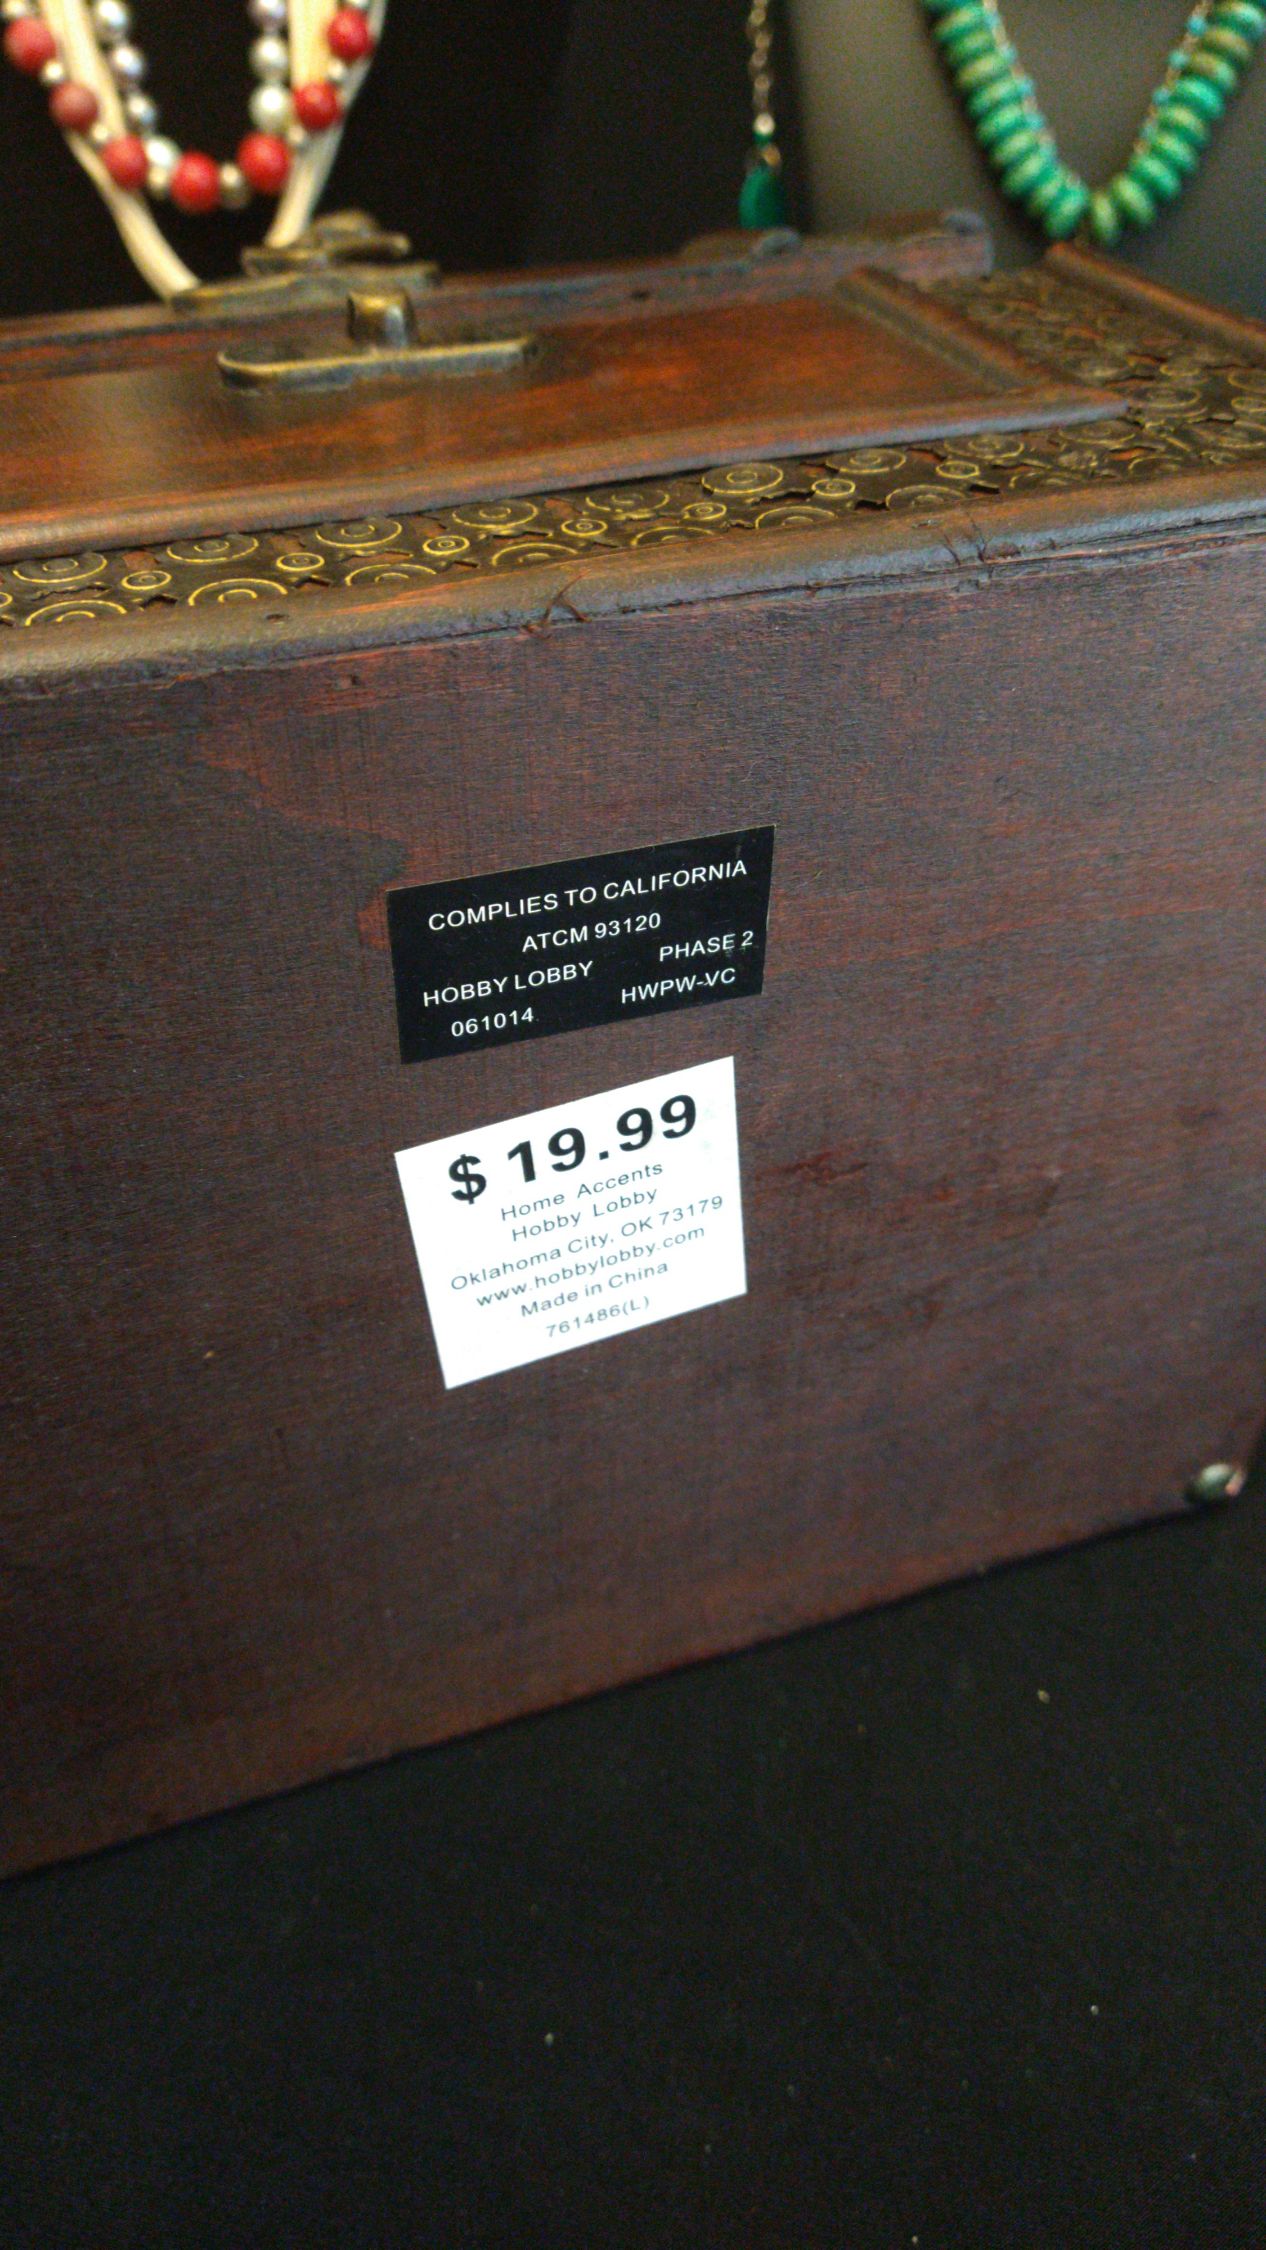 COMPLIES TO CALIFORNIA
ATCM 93120
HOBBY LOBBY PHASE 2
061014 HWPW-VC
$ 19.99
Home Accents
Hobby Lobby
Oklahoma City, OK 73179
www.hobbylobby.com
Made in China
761486(L)